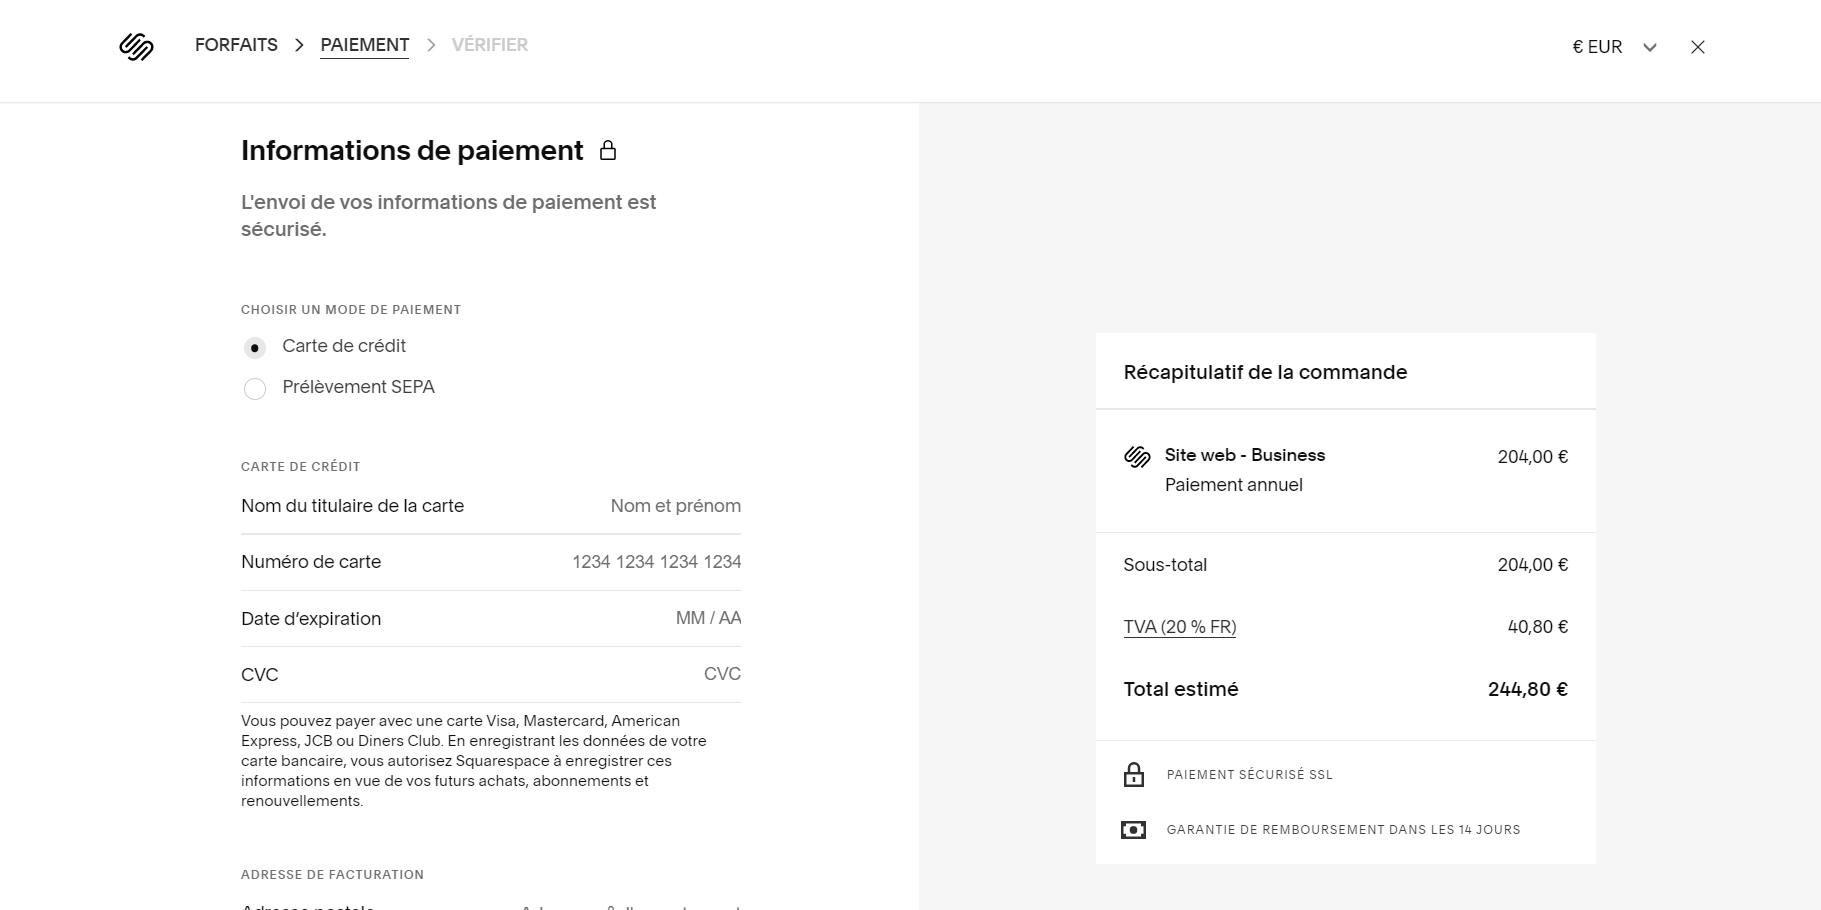 FORFAITS
PAIEMENT
VÉRIFIER
€ EUR
Informations de paiement
L'envoi de vos informations de paiement est
sécurisé.
CHOISIR UN MODE DE PAIEMENT
Carte de crédit
Prélèvement SEPA
CARTE DE CRÉDIT
Nom du titulaire de la carte Nom et prénom
Numéro de carte 1234 1234 1234 1234
Date d’expiration MM / AA
CVC CVC
Vous pouvez payer avec une carte Visa, Mastercard, American
Express, JCB ou Diners Club. En enregistrant les données de votre
carte bancaire, vous autorisez Squarespace à enregistrer ces
informations en vue de vos futurs achats, abonnements et
renouvellements.
ADRESSE DE FACTURATION
Adresse postale
Récapitulatif de la commande
Site web - Business 204,00 €
Paiement annuel
Sous-total 204,00 €
TVA (20 % FR) 40,80 €
Total estimé 244,80 €
PAIEMENT SÉCURISÉ SSL
GARANTIE DE REMBOURSEMENT DANS LES 14 JOURS